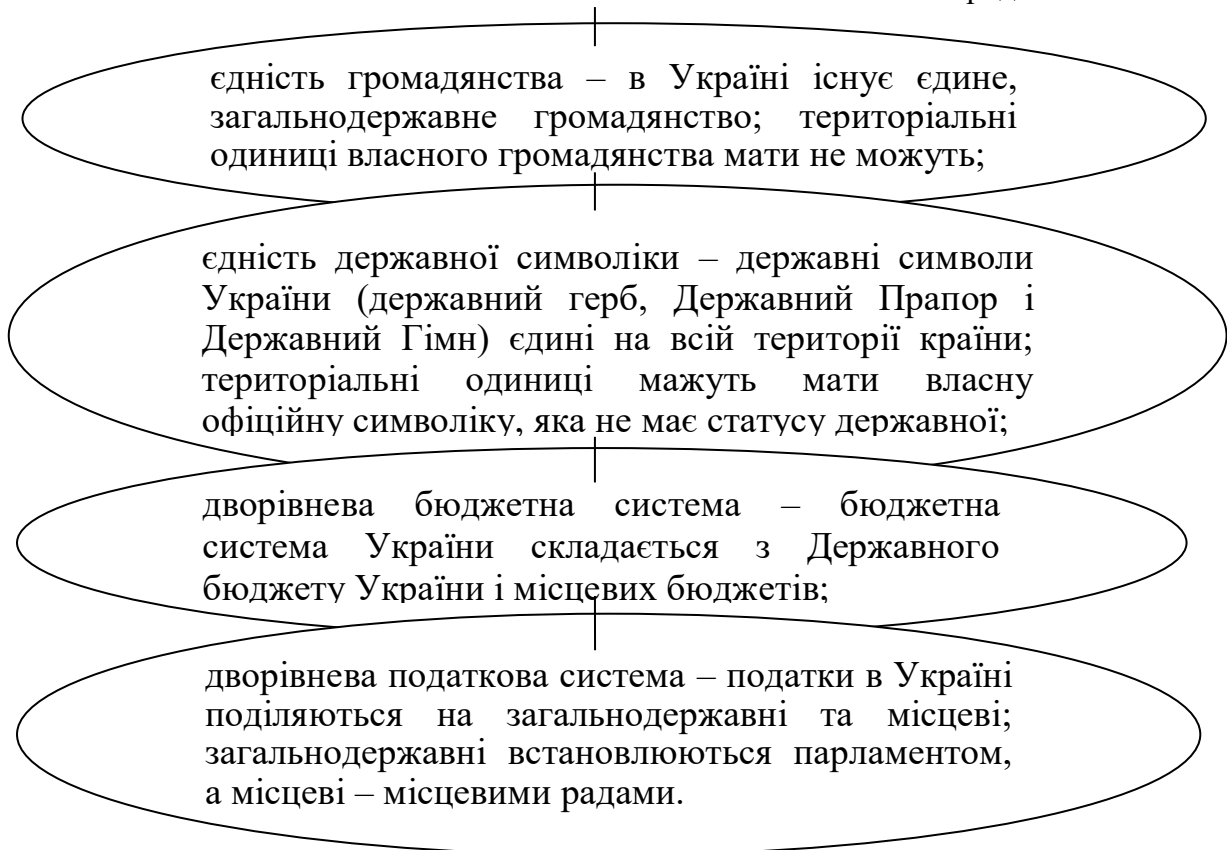 єдність громадянства – в Україні існує єдине,
загальнодержавне громадянство; територіальні
одиниці власного громадянства мати не можуть;
єдність державної символіки – державні символи
України (державний герб, Державний Прапор і
Державний Гімн) єдині на всій території країни;
територіальні одиниці мажуть мати власну
офіційну символіку, яка не має статусу державної;
дворівнева бюджетна система – бюджетна
система України складається з Державного
бюджету України і місцевих бюджетів;
дворівнева податкова система – податки в Україні
поділяються на загальнодержавні та місцеві;
загальнодержавні встановлюються парламентом,
а місцеві – місцевими радами.